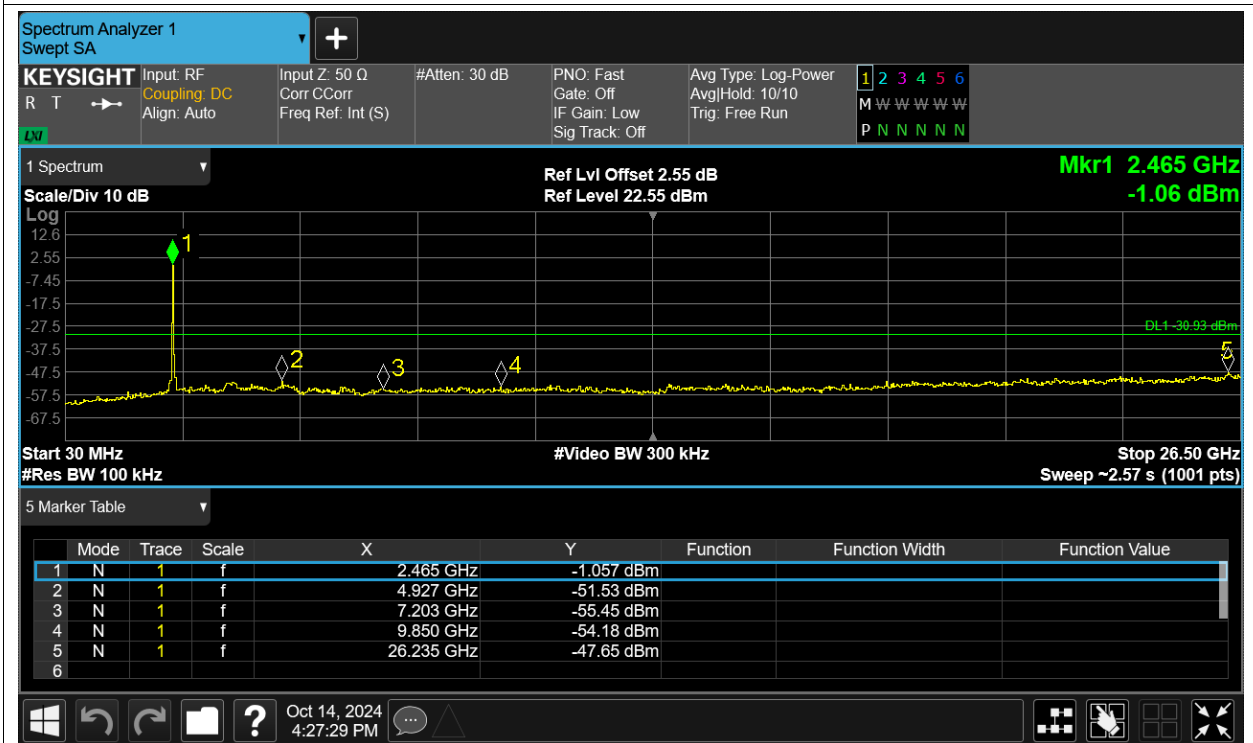 Spectrum Analyzer 1
Swept SA
KEYSIGHT
R T
LXI
Input: RF
Coupling: DC
Align: Auto
Input Z: 50 Ω
Corr CCorr
Freq Ref: Int (S)
#Atten: 30 dB
PNO: Fast
Gate: Off
IF Gain: Low
Sig Track: Off
Avg Type: Log-Power
Avg|Hold: 10/10
Trig: Free Run
1 2 3 4 5 6
M W W W W W
P N N N N N
1 Spectrum
Scale/Div 10 dB
Ref Lvl Offset 2.55 dB
Ref Level 22.55 dBm
Mkr1 2.465 GHz
-1.06 dBm
Log
12.6
2.55
-7.45
-17.5
-27.5
-37.5
-47.5
-57.5
-67.5
1
DL1 -30.93 dBm
2
3
4
5
Start 30 MHz
#Video BW 300 kHz
Stop 26.50 GHz
#Res BW 100 kHz
Sweep ~2.57 s (1001 pts)
5 Marker Table
Mode Trace Scale X Y Function Function Width Function Value
1 N 1 f 2.465 GHz -1.057 dBm
2 N 1 f 4.927 GHz -51.53 dBm
3 N 1 f 7.203 GHz -55.45 dBm
4 N 1 f 9.850 GHz -54.18 dBm
5 N 1 f 26.235 GHz -47.65 dBm
6
?
Oct 14, 2024
4:27:29 PM